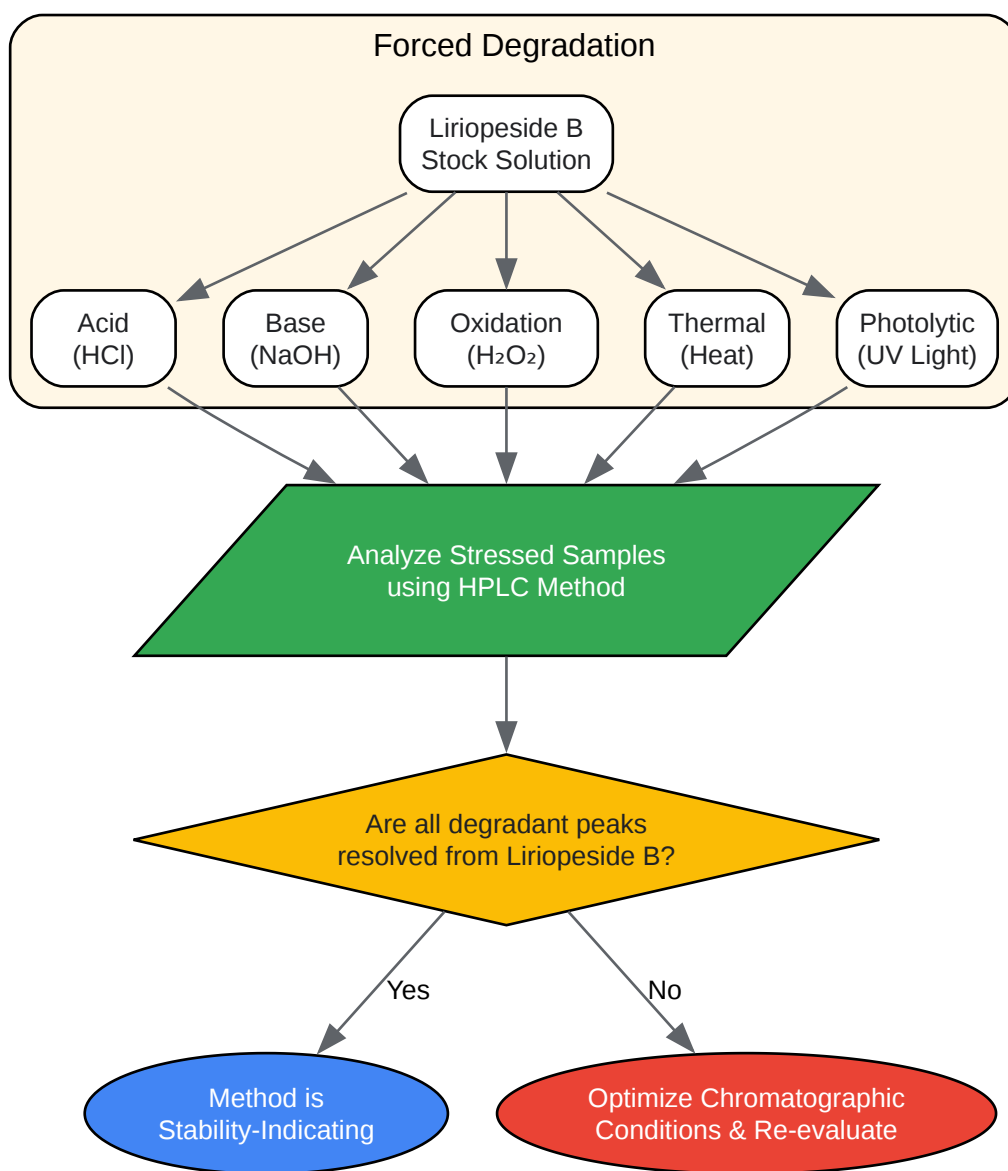 Forced Degradation
Liriopeside B
Stock Solution
Acid
(HCl)
Base
(NaOH)
Oxidation
(H₂O₂)
Thermal
(Heat)
Photolytic
(UV Light)
Analyze Stressed Samples
using HPLC Method
Are all degradant peaks
resolved from Liriopeside B?
Yes
No
Method is
Stability-Indicating
Optimize Chromatographic
Conditions & Re-evaluate